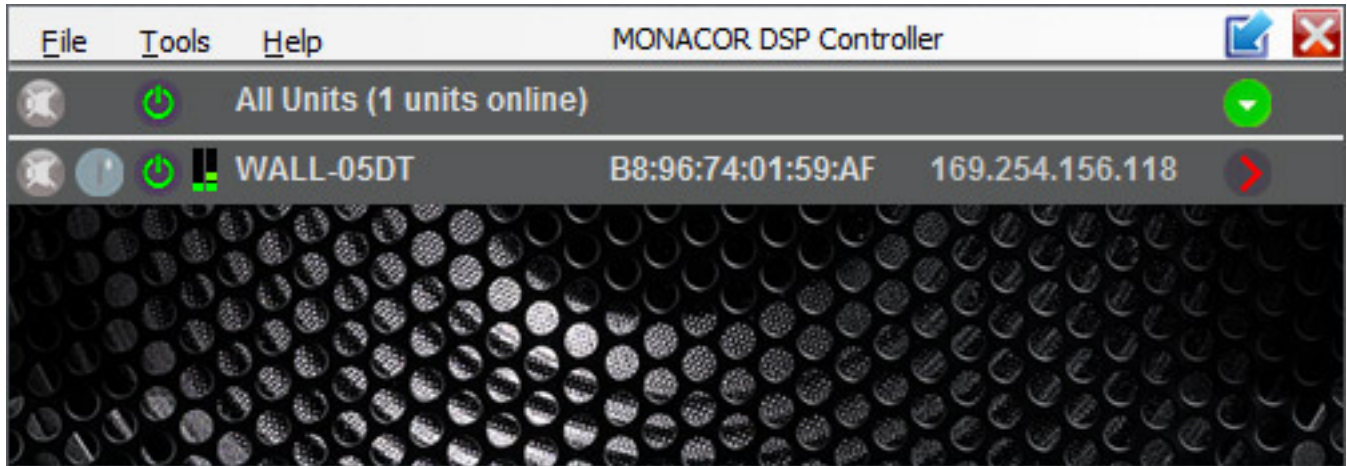 File Tools Help MONACOR DSP Controller
All Units (1 units online)
WALL-05DT B8:96:74:01:59:AF 169.254.156.118